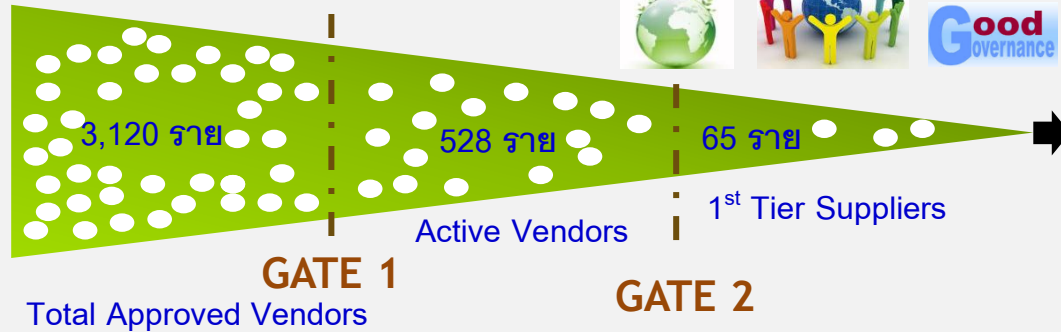 Good
Governance
3,120 ราย
528 ราย
65 ราย
1st Tier Suppliers
Active Vendors
GATE 1
GATE 2
Total Approved Vendors